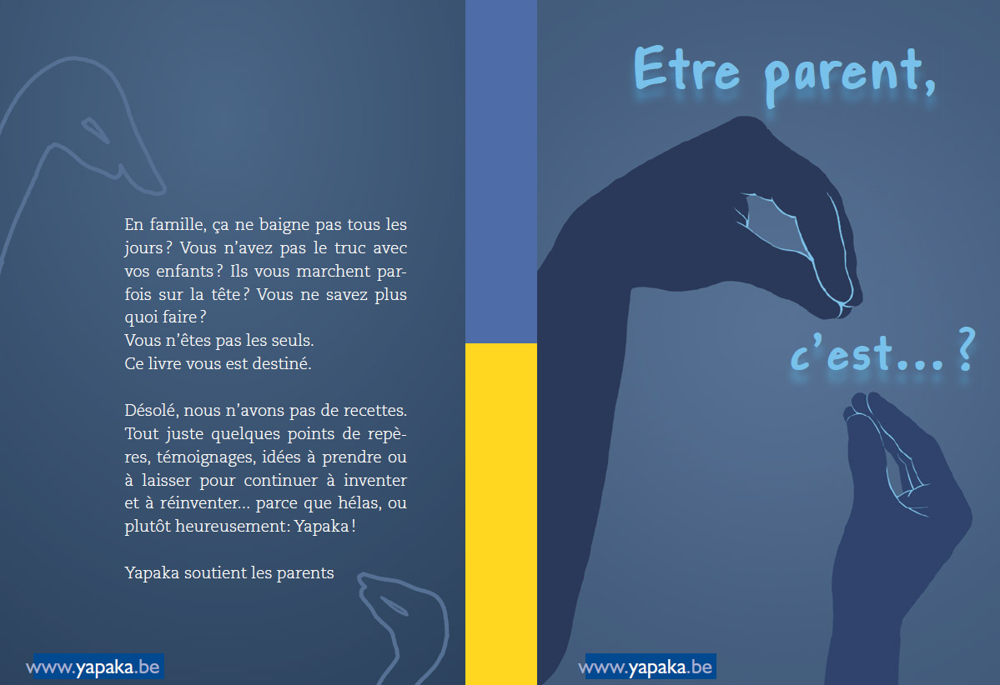 En famille, ça ne baigne pas tous les
jours ? Vous n’avez pas le truc avec
vos enfants ? Ils vous marchent par-
fois sur la tête ? Vous ne savez plus
quoi faire ?
Vous n’êtes pas les seuls.
Ce livre vous est destiné.
Désolé, nous n’avons pas de recettes.
Tout juste quelques points de repè-
res, témoignages, idées à prendre ou
à laisser pour continuer à inventer
et à réinventer... parce que hélas, ou
plutôt heureusement: Yapaka !
Yapaka soutient les parents
www.yapaka.be
Etre parent,
c’est... ?
www.yapaka.be